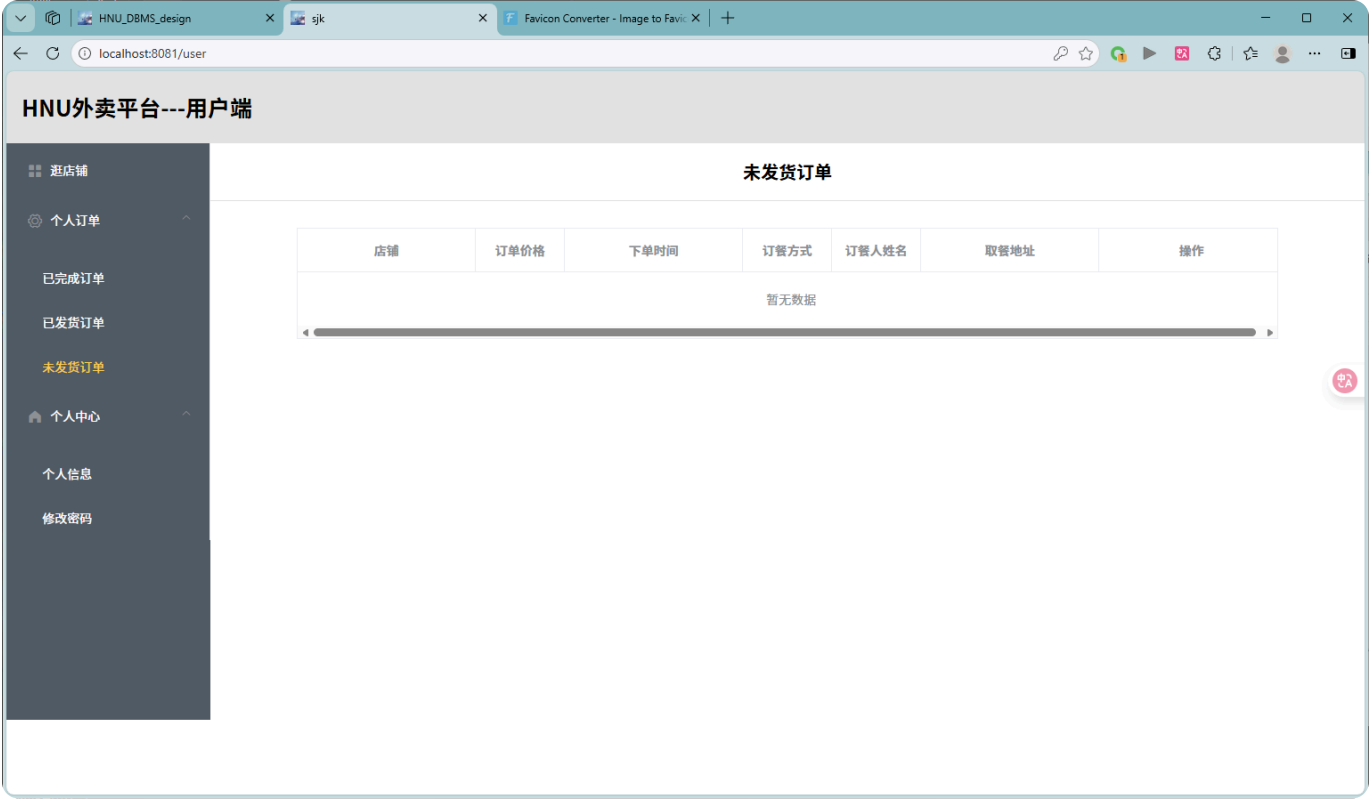 HNU_DBMS_design
sjk
Favicon Converter - Image to Favic
localhost:8081/user
HNU外卖平台---用户端
逛店铺
个人订单
已完成订单
已发货订单
未发货订单
个人中心
个人信息
修改密码
未发货订单
店铺 订单价格 下单时间 订餐方式 订餐人姓名 取餐地址 操作
暂无数据